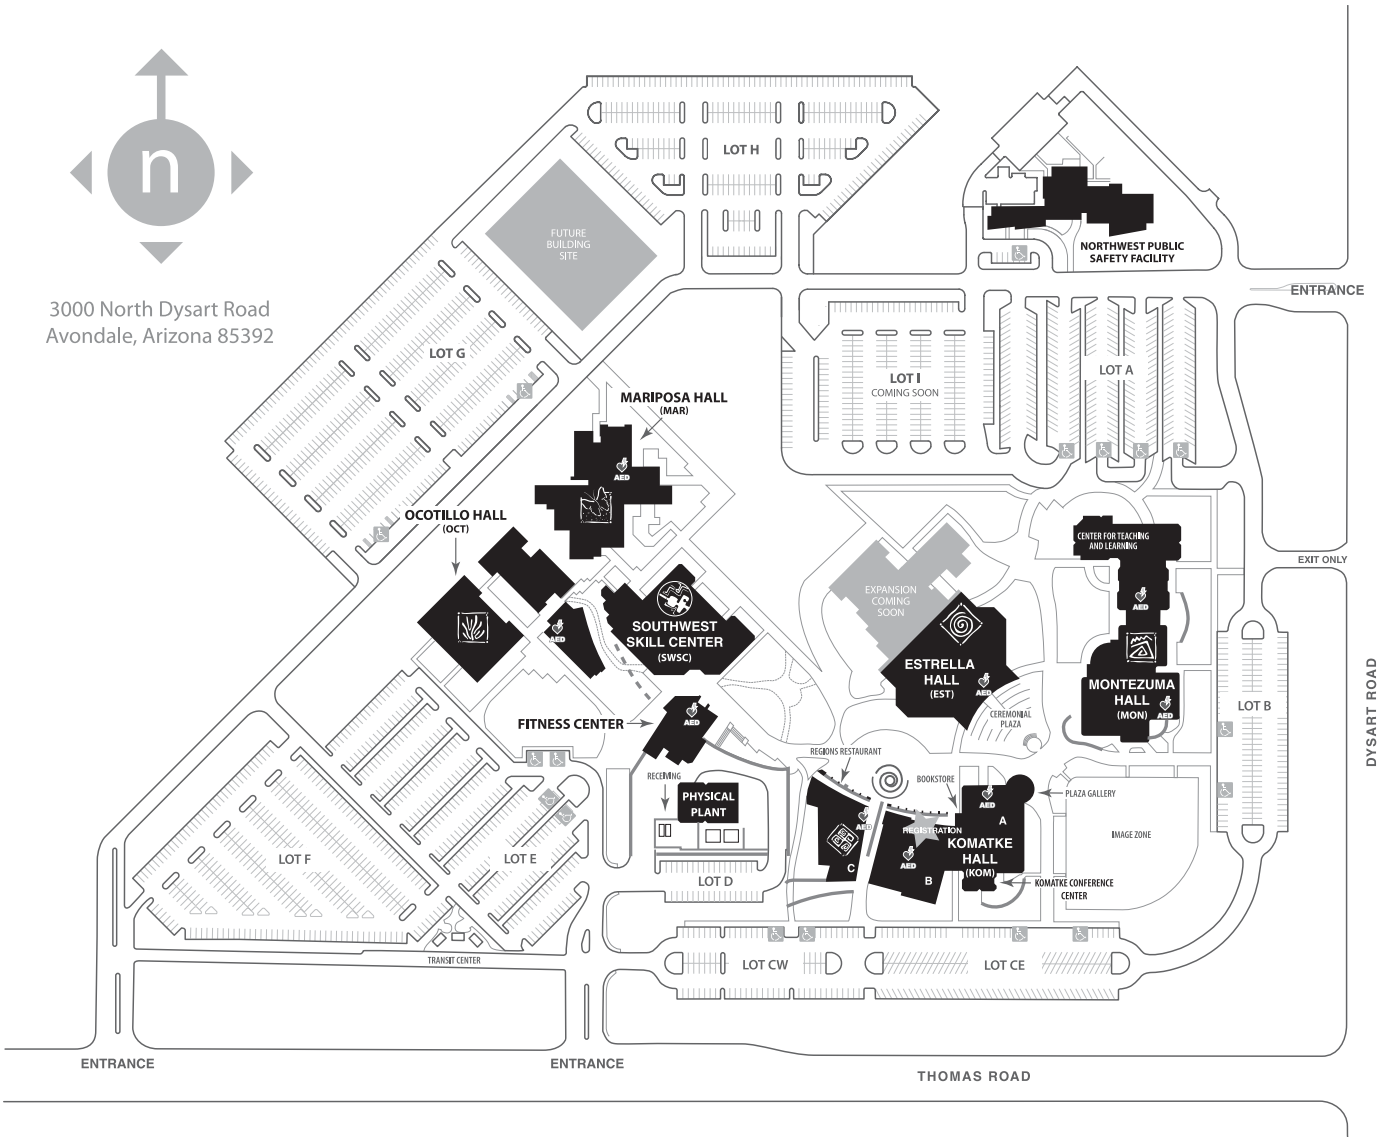 n
3000 North Dysart Road
Avondale, Arizona 85392
LOT H
FUTURE
BUILDING
SITE
NORTHWEST PUBLIC
SAFETY FACILITY
ENTRANCE
LOT G
LOT I
COMING SOON
LOT A
MARIPOSA HALL
(MAR)
AED
OCOTILLO HALL
(OCT)
AED
CENTER FOR TEACHING
AND LEARNING
AED
EXIT ONLY
EXPANSION
COMING
SOON
SOUTHWEST
SKILL CENTER
(SWSC)
ESTRELLA
HALL
(EST)
AED
MONTEZUMA
HALL
(MON)
AED
LOT B
DYSART ROAD
CEREMONIAL
PLAZA
FITNESS CENTER
AED
REGIONS RESTAURANT
RECEIVING
PHYSICAL
PLANT
BOOKSTORE
AED
A
PLAZA GALLERY
AED
REGISTRATION
KOMATKE
HALL
(KOM)
AED
B
C
IMAGE ZONE
KOMATKE CONFERENCE
CENTER
LOT F
LOT E
LOT D
TRANSIT CENTER
LOT CW
LOT CE
ENTRANCE
ENTRANCE
THOMAS ROAD